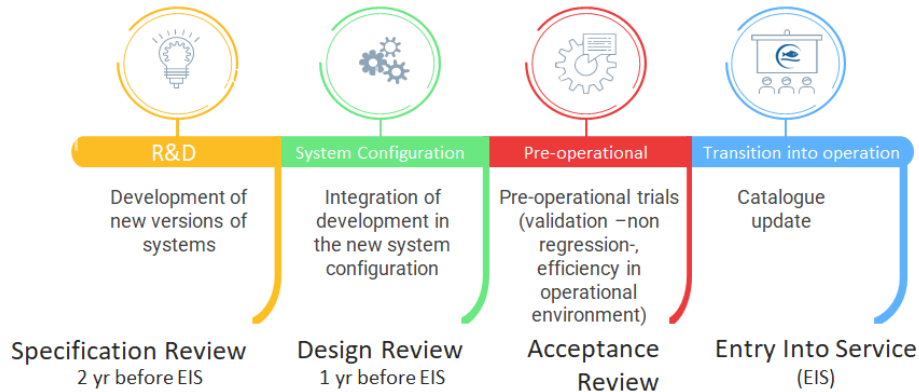 R&D
System Configuration
Pre-operational
Transition into operation
Development of
new versions of
systems
Integration of
development in
the new system
configuration
Pre-operational trials
(validation –non
regression-,
efficiency in
operational
environment)
Catalogue
update
Specification Review
2 yr before EIS
Design Review
1 yr before EIS
Acceptance
Review
Entry Into Service
(EIS)